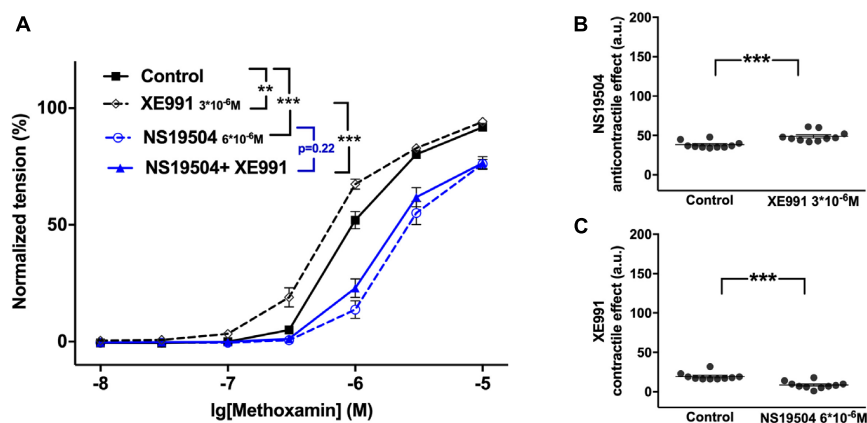 A
Normalized tension (%)
100
50
0
Control
XE991 3*10-6M
NS19504 6*10-6M
NS19504+ XE991
**
***
p=0.22
***
-8
-7
-6
-5
lg[Methoxamin] (M)
B
NS19504
anticontractile effect (a.u.)
200
150
100
50
0
***
Control
XE991 3*10-6M
C
XE991
contractile effect (a.u.)
200
150
100
50
0
***
Control
NS19504 6*10-6M